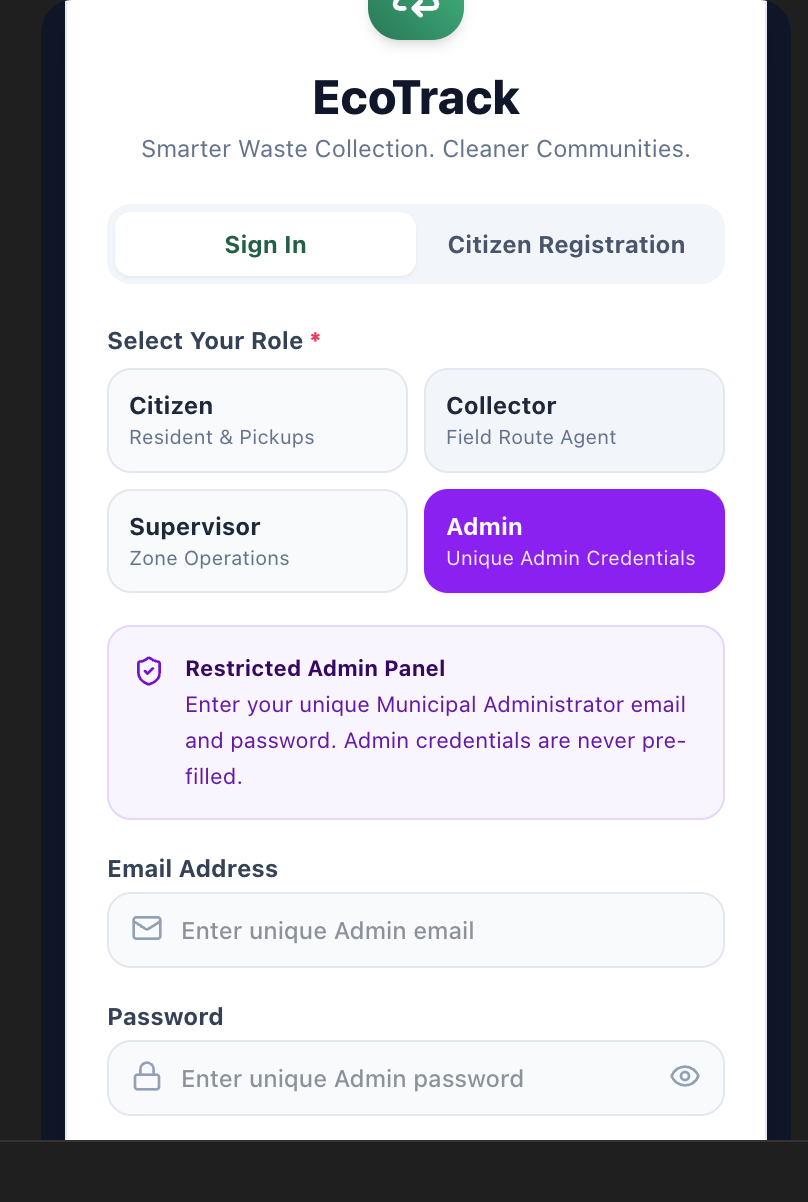 EcoTrack
Smarter Waste Collection. Cleaner Communities.
Sign In
Citizen Registration
Select Your Role *
Citizen
Resident & Pickups
Collector
Field Route Agent
Supervisor
Zone Operations
Admin
Unique Admin Credentials
Restricted Admin Panel
Enter your unique Municipal Administrator email
and password. Admin credentials are never pre-
filled.
Email Address
Enter unique Admin email
Password
Enter unique Admin password